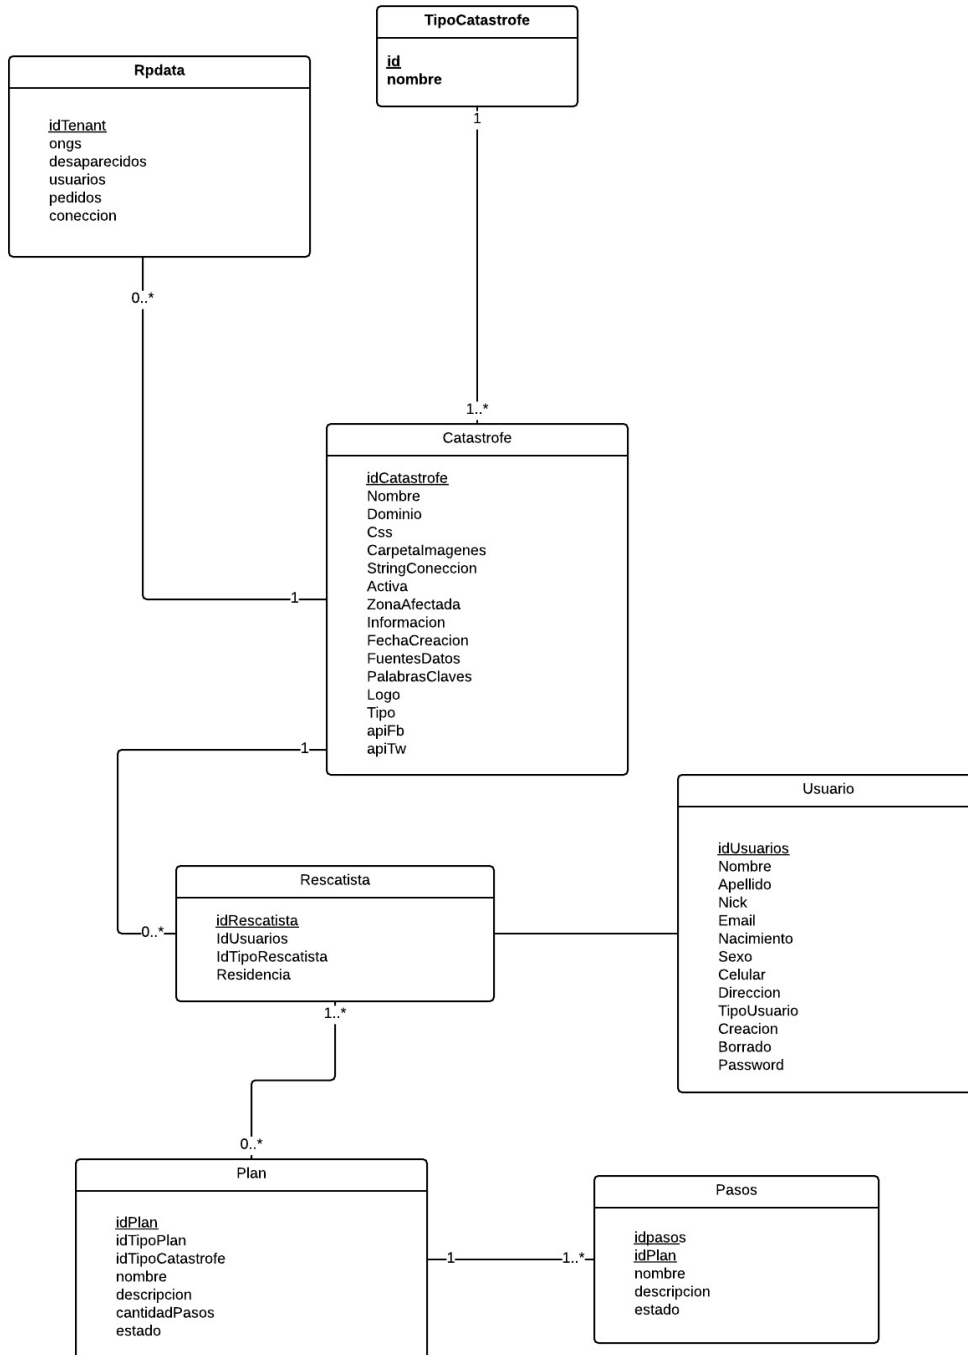 TipoCatastrofe
id
nombre
Rpdata
idTenant
ongs
desaparecidos
usuarios
pedidos
coneccion
1
0..*
1..*
Catastrofe
idCatastrofe
Nombre
Dominio
Css
CarpetaImagenes
StringConeccion
Activa
ZonaAfectada
Informacion
FechaCreacion
FuentesDatos
PalabrasClaves
Logo
Tipo
apiFb
apiTw
1
1
0..*
Usuario
idUsuarios
Nombre
Apellido
Nick
Email
Nacimiento
Sexo
Celular
Direccion
TipoUsuario
Creacion
Borrado
Password
Rescatista
idRescatista
IdUsuarios
IdTipoRescatista
Residencia
1..*
0..*
Plan
idPlan
idTipoPlan
idTipoCatastrofe
nombre
descripcion
cantidadPasos
estado
1
1..*
Pasos
idpasos
idPlan
nombre
descripcion
estado